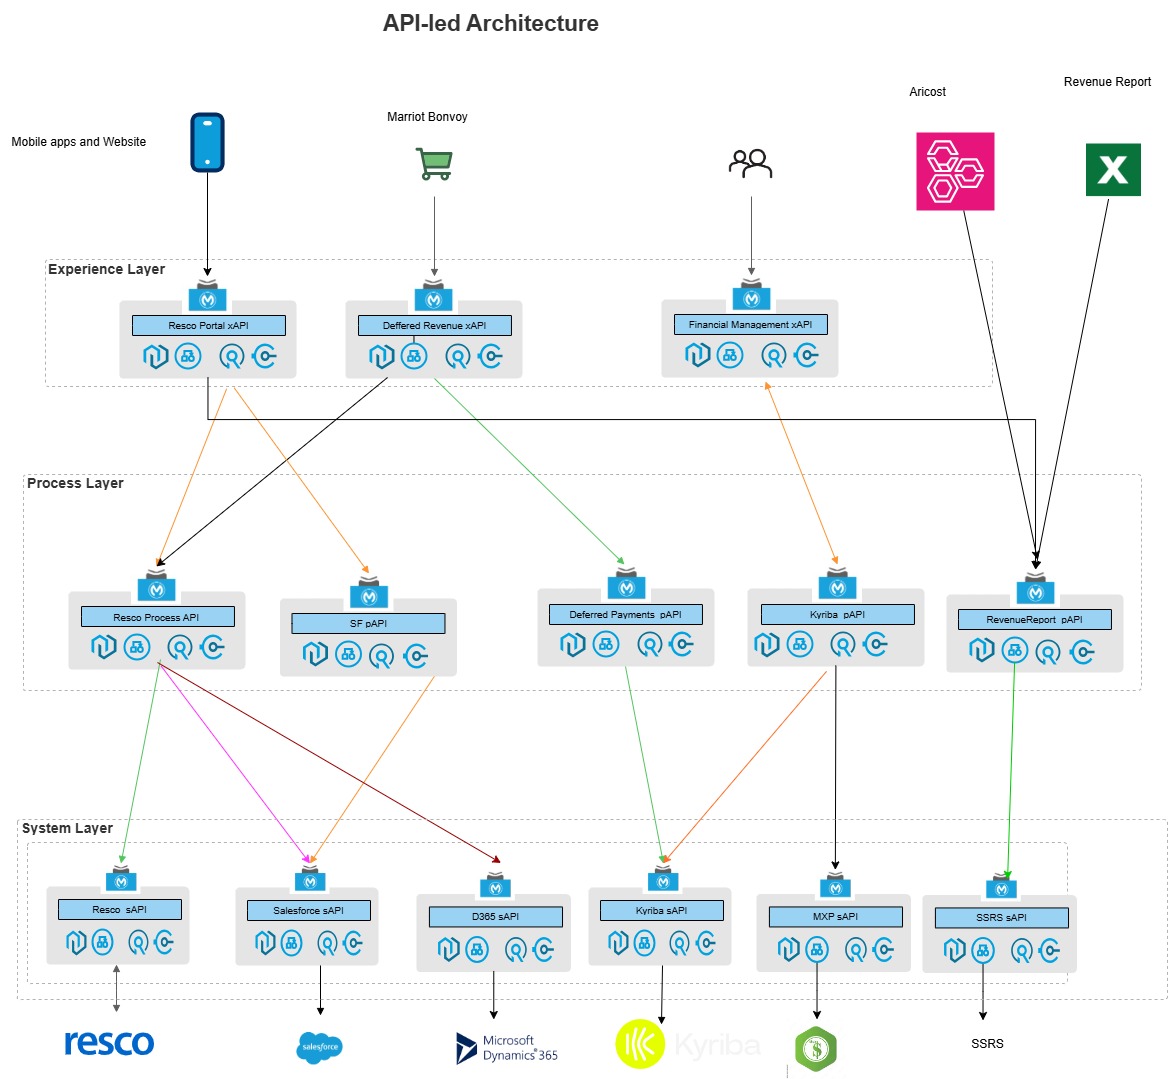 API-led Architecture
Revenue Report
Aricost
Marriot Bonvoy
Mobile apps and Website
X
Experience Layer
Resco Portal xAPI
Deffered Revenue xAPI
Financial Management xAPI
Process Layer
Resco Process API
SF pAPI
Deferred Payments pAPI
Kyriba pAPI
RevenueReport pAPI
System Layer
Resco sAPI
Salesforce sAPI
D365 sAPI
Kyriba sAPI
MXP sAPI
SSRS sAPI
resco
salesforce
Microsoft
Dynamics 365
Kyriba
$
SSRS